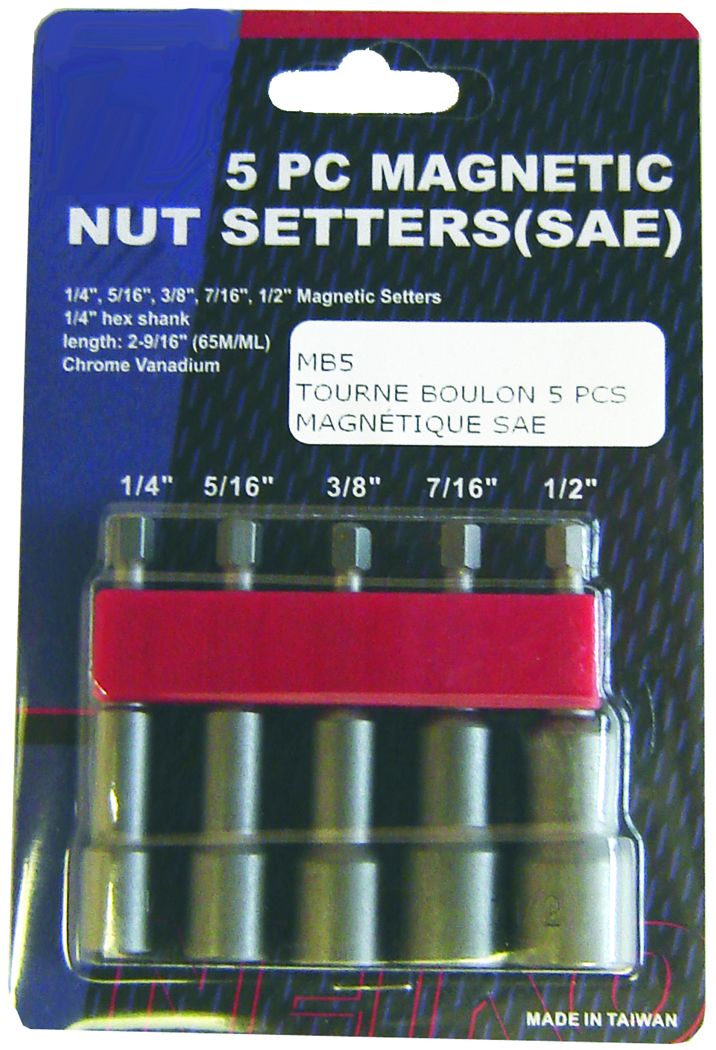 5 PC MAGNETIC
NUT SETTERS(SAE)
1/4", 5/16", 3/8", 7/16", 1/2" Magnetic Setters
1/4" hex shank
length: 2-9/16" (65M/ML)
Chrome Vanadium
MB5
TOURNE BOULON 5 PCS
MAGNÉTIQUE SAE
1/4" 5/16" 3/8" 7/16" 1/2"
MADE IN TAIWAN